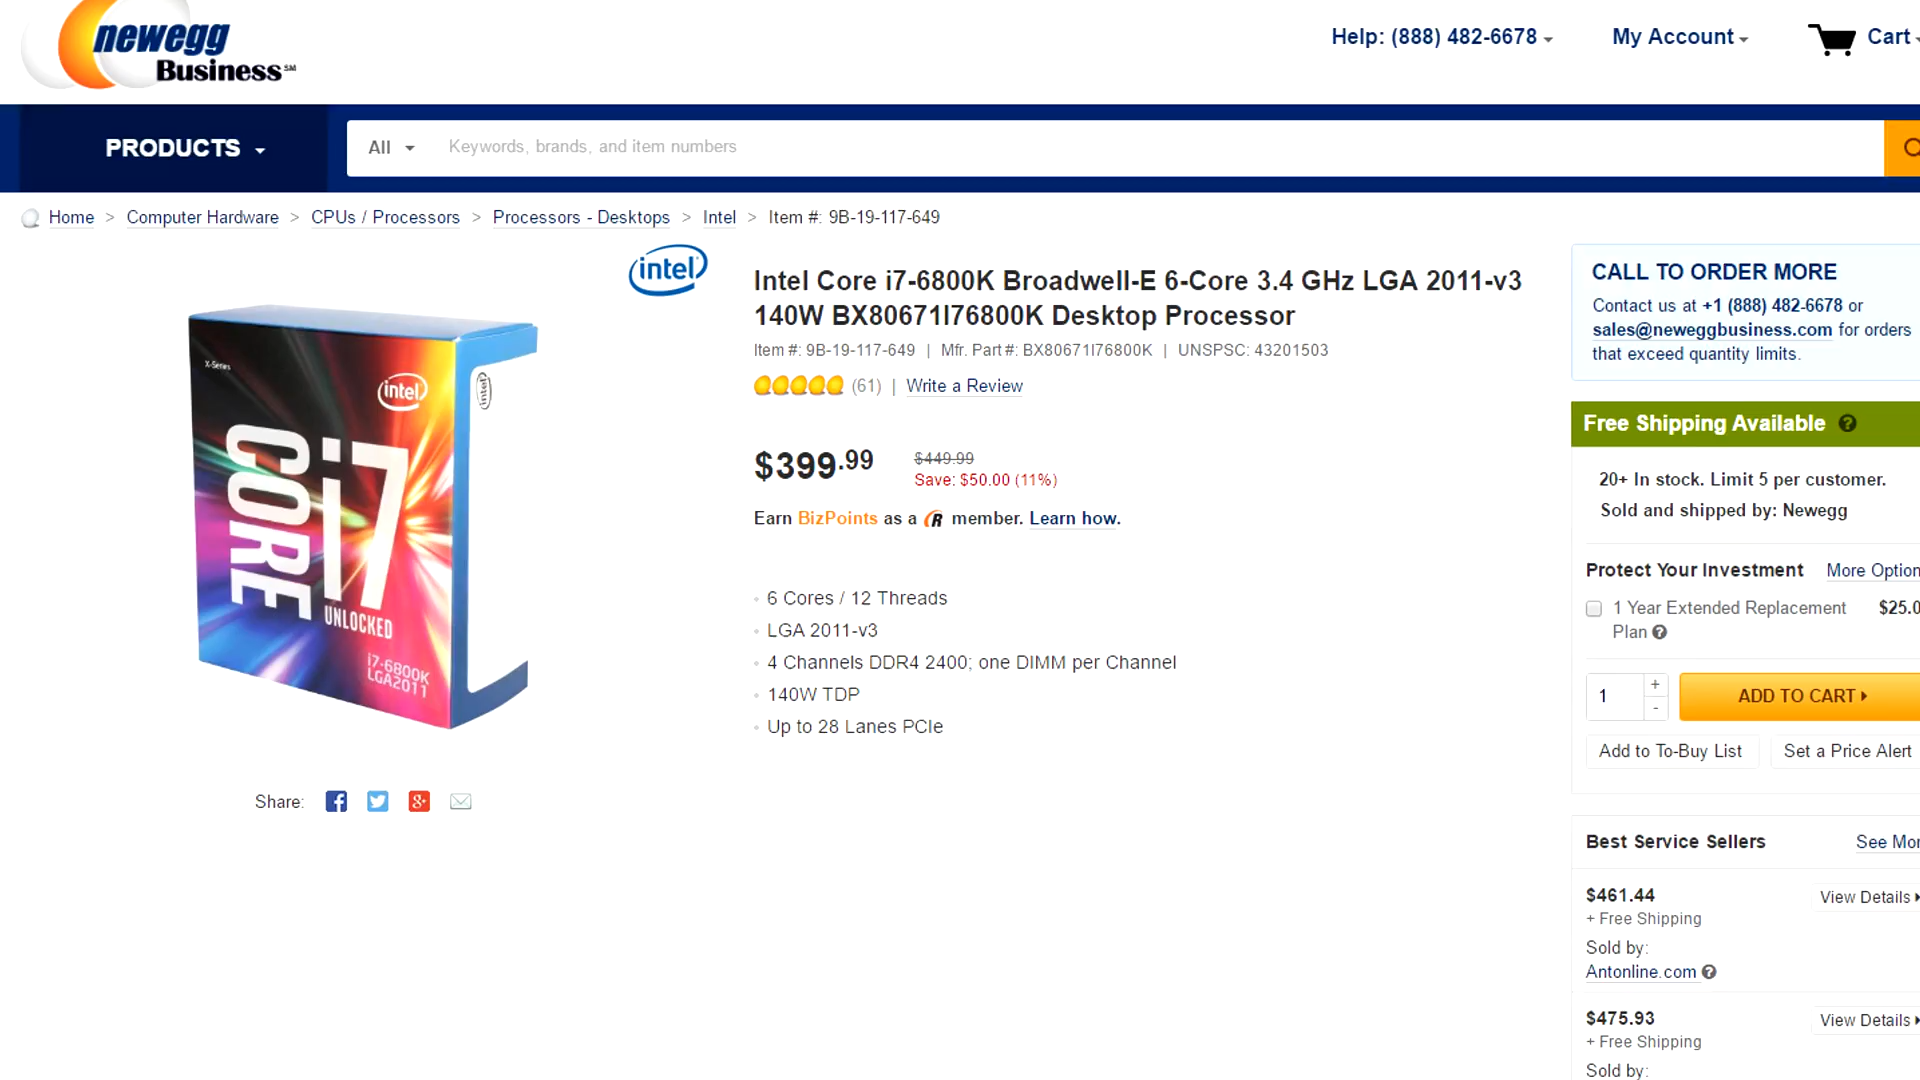 newegg
Business SM
Help: (888) 482-6678
My Account
Cart
PRODUCTS
All
Keywords, brands, and item numbers
Home > Computer Hardware > CPUs / Processors > Processors - Desktops > Intel > Item #: 9B-19-117-649
intel
Intel Core i7-6800K Broadwell-E 6-Core 3.4 GHz LGA 2011-v3
140W BX80671I76800K Desktop Processor
Item #: 9B-19-117-649 | Mfr. Part #: BX80671I76800K | UNSPSC: 43201503
(61) | Write a Review
$399.99
$449.99
Save: $50.00 (11%)
Earn BizPoints as a R member. Learn how.
6 Cores / 12 Threads
LGA 2011-v3
4 Channels DDR4 2400; one DIMM per Channel
140W TDP
Up to 28 Lanes PCIe
X-Series
intel
intel
CORE i7
UNLOCKED
i7-6800K
LGA2011
Share:
CALL TO ORDER MORE
Contact us at +1 (888) 482-6678 or
sales@neweggbusiness.com for orders
that exceed quantity limits.
Free Shipping Available ?
20+ In stock. Limit 5 per customer.
Sold and shipped by: Newegg
Protect Your Investment
More Option
1 Year Extended Replacement
Plan ?
$25.0
1
+
-
ADD TO CART
Add to To-Buy List
Set a Price Alert
Best Service Sellers
See Mor
$461.44
View Details
+ Free Shipping
Sold by:
Antonline.com ?
$475.93
View Details
+ Free Shipping
Sold by: